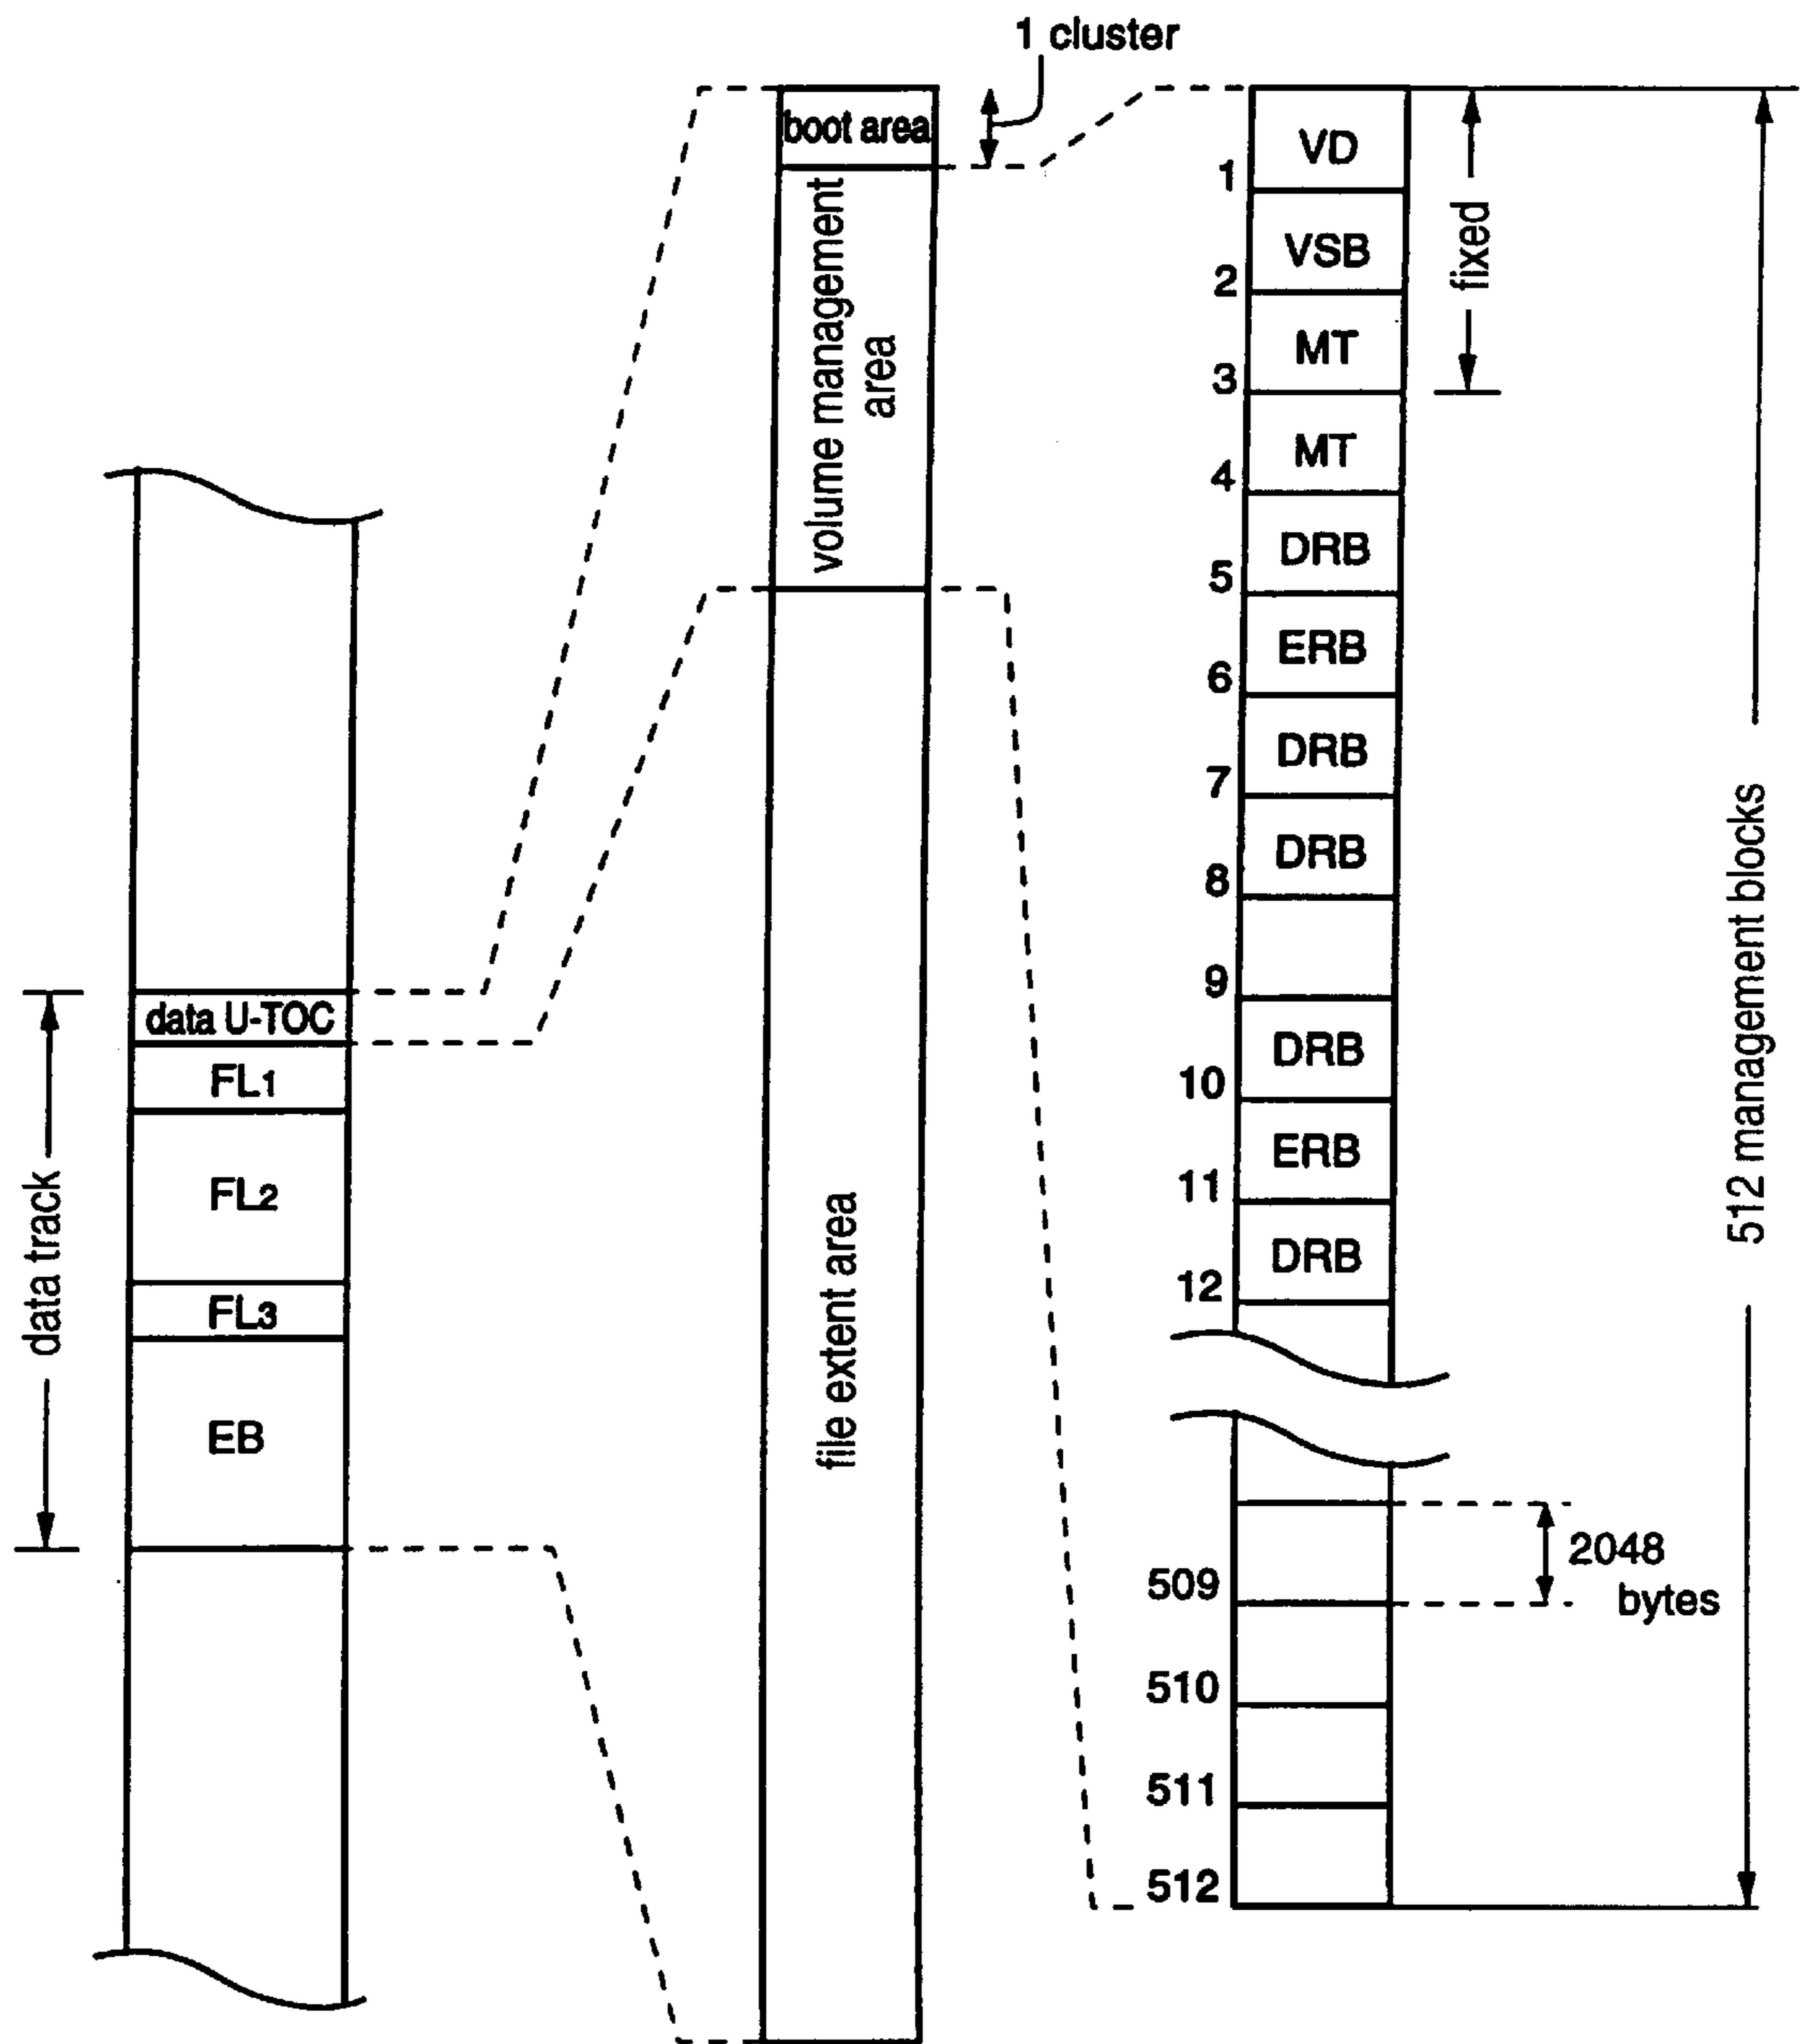 1 cluster
boot area
volume management
area
file extent area
data U-TOC
FL1
FL2
FL3
EB
data track
VD
1
VSB
2
MT
3
MT
4
DRB
5
ERB
6
DRB
7
DRB
8
9
DRB
10
ERB
11
DRB
12
509
510
511
512
fixed
2048
bytes
512 management blocks